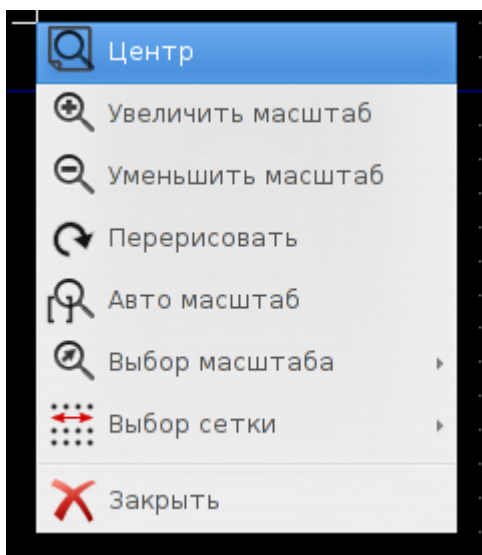 Центр
Увеличить масштаб
Уменьшить масштаб
Перерисовать
Авто масштаб
Выбор масштаба
Выбор сетки
Закрыть